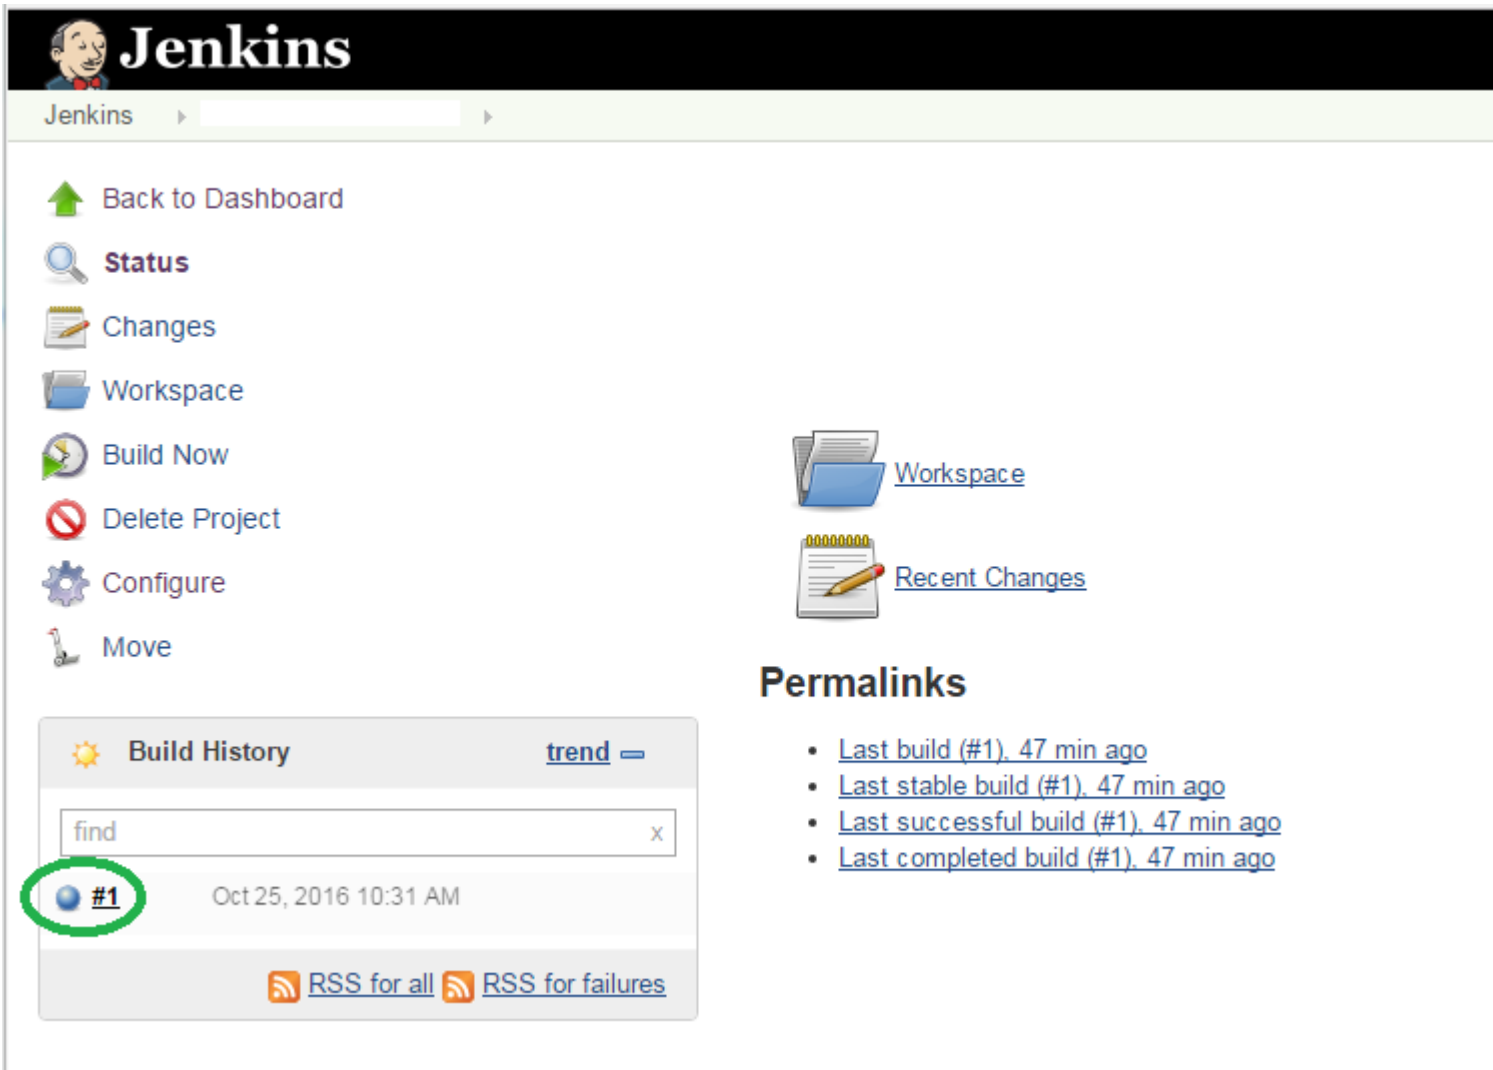 Jenkins
Jenkins
Back to Dashboard
Status
Changes
Workspace
Build Now
Delete Project
Configure
Move
Build History trend
find x
#1 Oct 25, 2016 10:31 AM
RSS for all RSS for failures
Workspace
Recent Changes
Permalinks
Last build (#1), 47 min ago
Last stable build (#1), 47 min ago
Last successful build (#1), 47 min ago
Last completed build (#1), 47 min ago